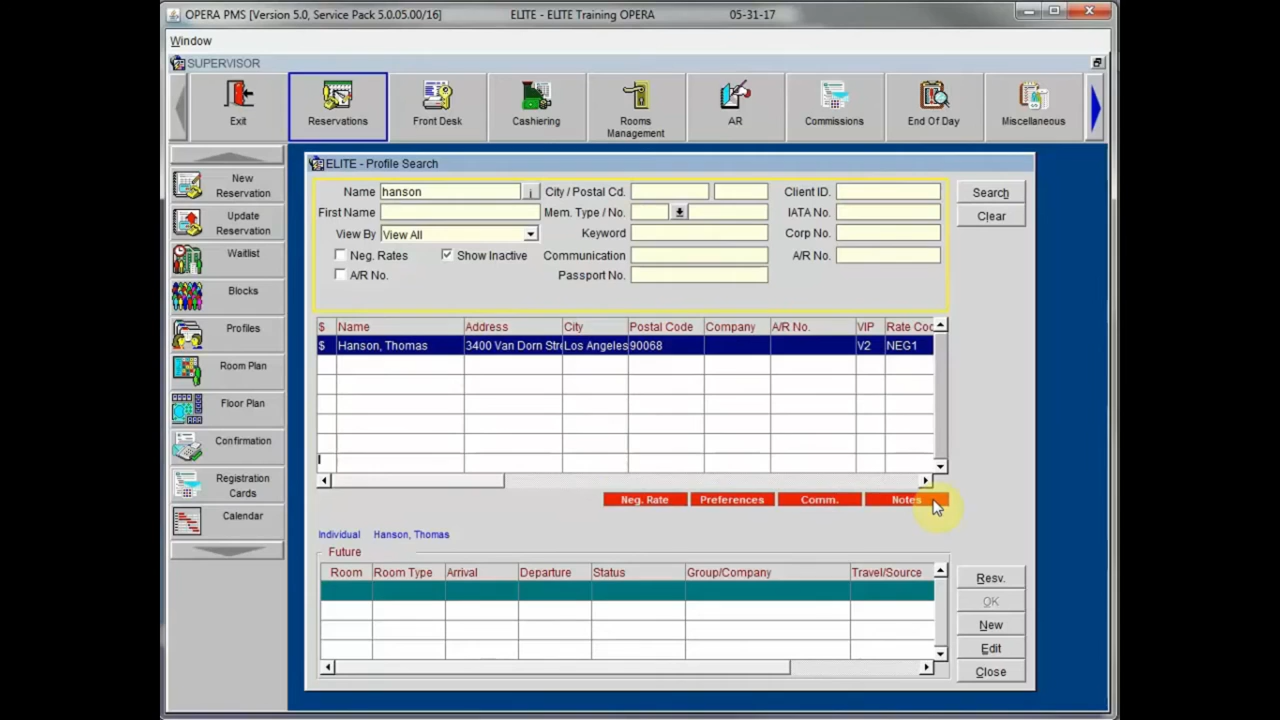 OPERA PMS [Version 5.0, Service Pack 5.0.05.00/16] ELITE - ELITE Training OPERA 05-31-17
Window
SUPERVISOR
Exit Reservations Front Desk Cashiering Rooms Management AR Commissions End Of Day Miscellaneous
New Reservation
Update Reservation
Waitlist
Blocks
Profiles
Room Plan
Floor Plan
Confirmation
Registration Cards
Calendar
ELITE - Profile Search
Name hanson City / Postal Cd. Client ID. Search
First Name Mem. Type / No. IATA No. Clear
View By View All Keyword Corp No.
Neg. Rates Show Inactive Communication A/R No.
A/R No. Passport No.
$ Name Address City Postal Code Company A/R No. VIP Rate Coc
$ Hanson, Thomas 3400 Van Dorn Stre Los Angeles 90068 V2 NEG1
Neg. Rate Preferences Comm. Notes
Individual Hanson, Thomas
Future
Room Room Type Arrival Departure Status Group/Company Travel/Source
Resv.
OK
New
Edit
Close